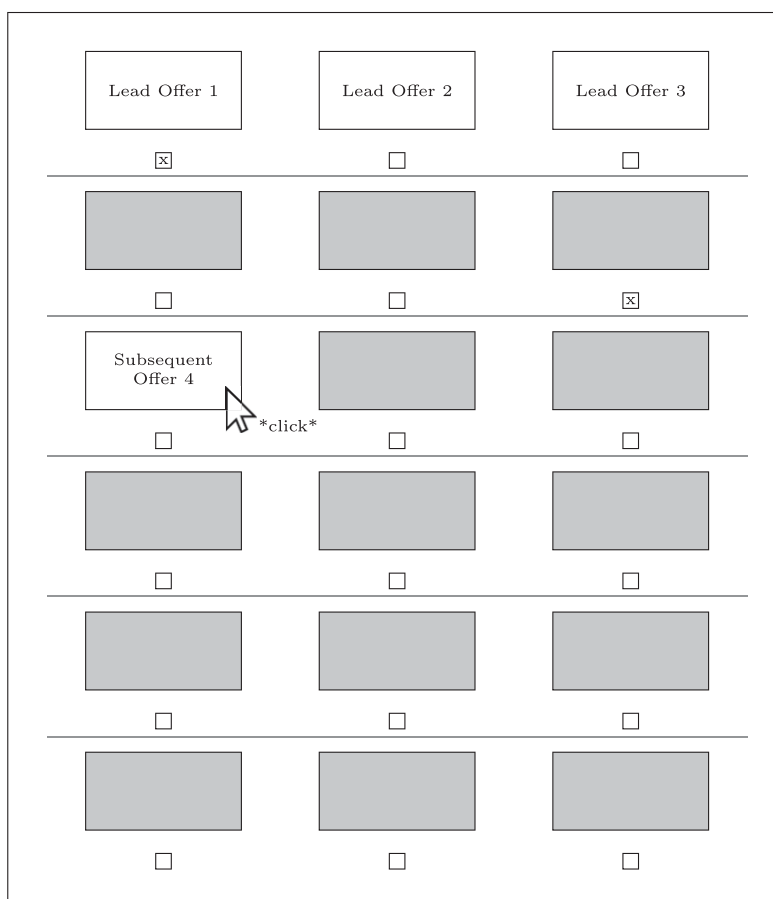 Lead Offer 1
Lead Offer 2
Lead Offer 3
x
x
Subsequent
Offer 4
*click*